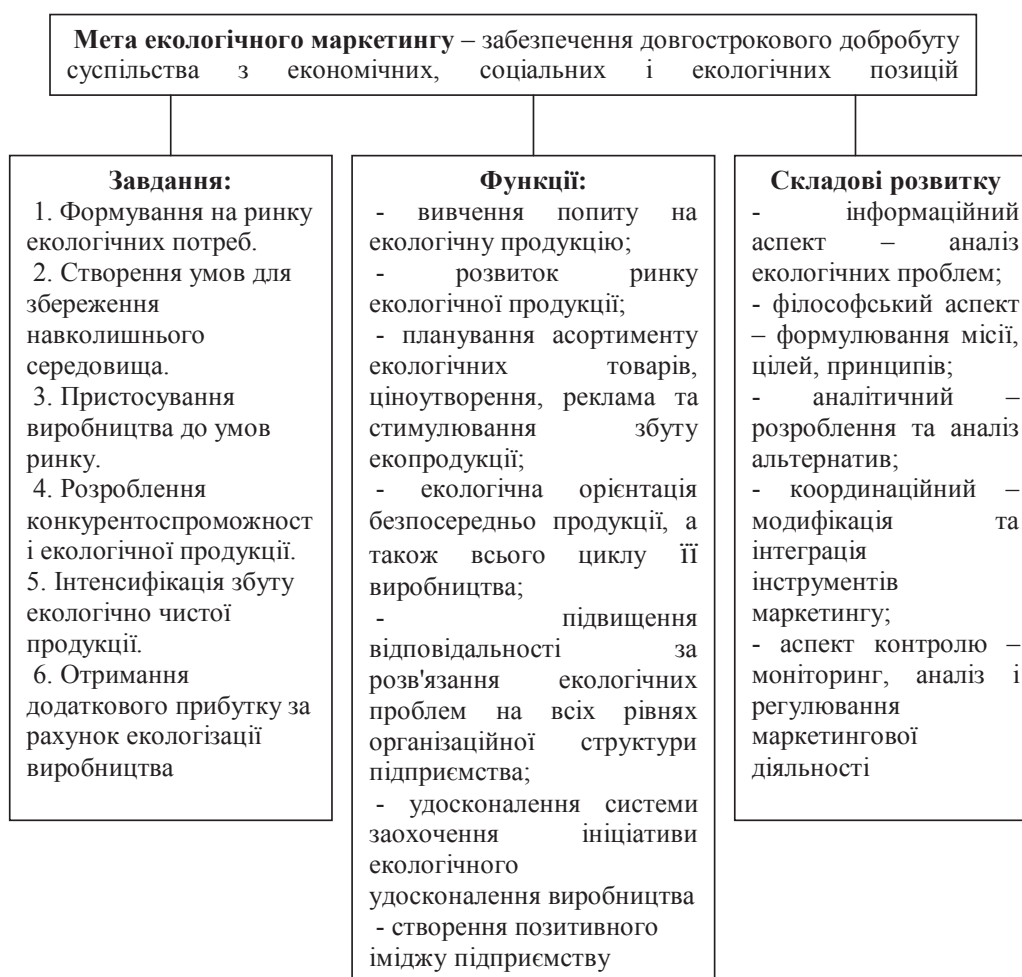 Мета екологічного маркетингу – забезпечення довгострокового добробуту
суспільства з економічних, соціальних і екологічних позицій
Завдання:
1. Формування на ринку
екологічних потреб.
2. Створення умов для
збереження
навколишнього
середовища.
3. Пристосування
виробництва до умов
ринку.
4. Розроблення
конкурентоспроможност
і екологічної продукції.
5. Інтенсифікація збуту
екологічно чистої
продукції.
6. Отримання
додаткового прибутку за
рахунок екологізації
виробництва
Функції:
- вивчення попиту на
екологічну продукцію;
- розвиток ринку
екологічної продукції;
- планування асортименту
екологічних товарів,
ціноутворення, реклама та
стимулювання збуту
екопродукції;
- екологічна орієнтація
безпосередньо продукції, а
також всього циклу її
виробництва;
- підвищення
відповідальності за
розв'язання екологічних
проблем на всіх рівнях
організаційної структури
підприємства;
- удосконалення системи
заохочення ініціативи
екологічного
удосконалення виробництва
- створення позитивного
іміджу підприємству
Складові розвитку
- інформаційний
аспект – аналіз
екологічних проблем;
- філософський аспект
– формулювання місії,
цілей, принципів;
- аналітичний –
розроблення та аналіз
альтернатив;
- координаційний –
модифікація та
інтеграція
інструментів
маркетингу;
- аспект контролю –
моніторинг, аналіз і
регулювання
маркетингової
діяльності